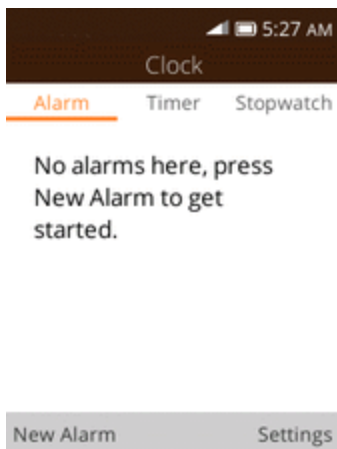 5:27 AM
Clock
Alarm Timer Stopwatch
No alarms here, press
New Alarm to get
started.
New Alarm Settings